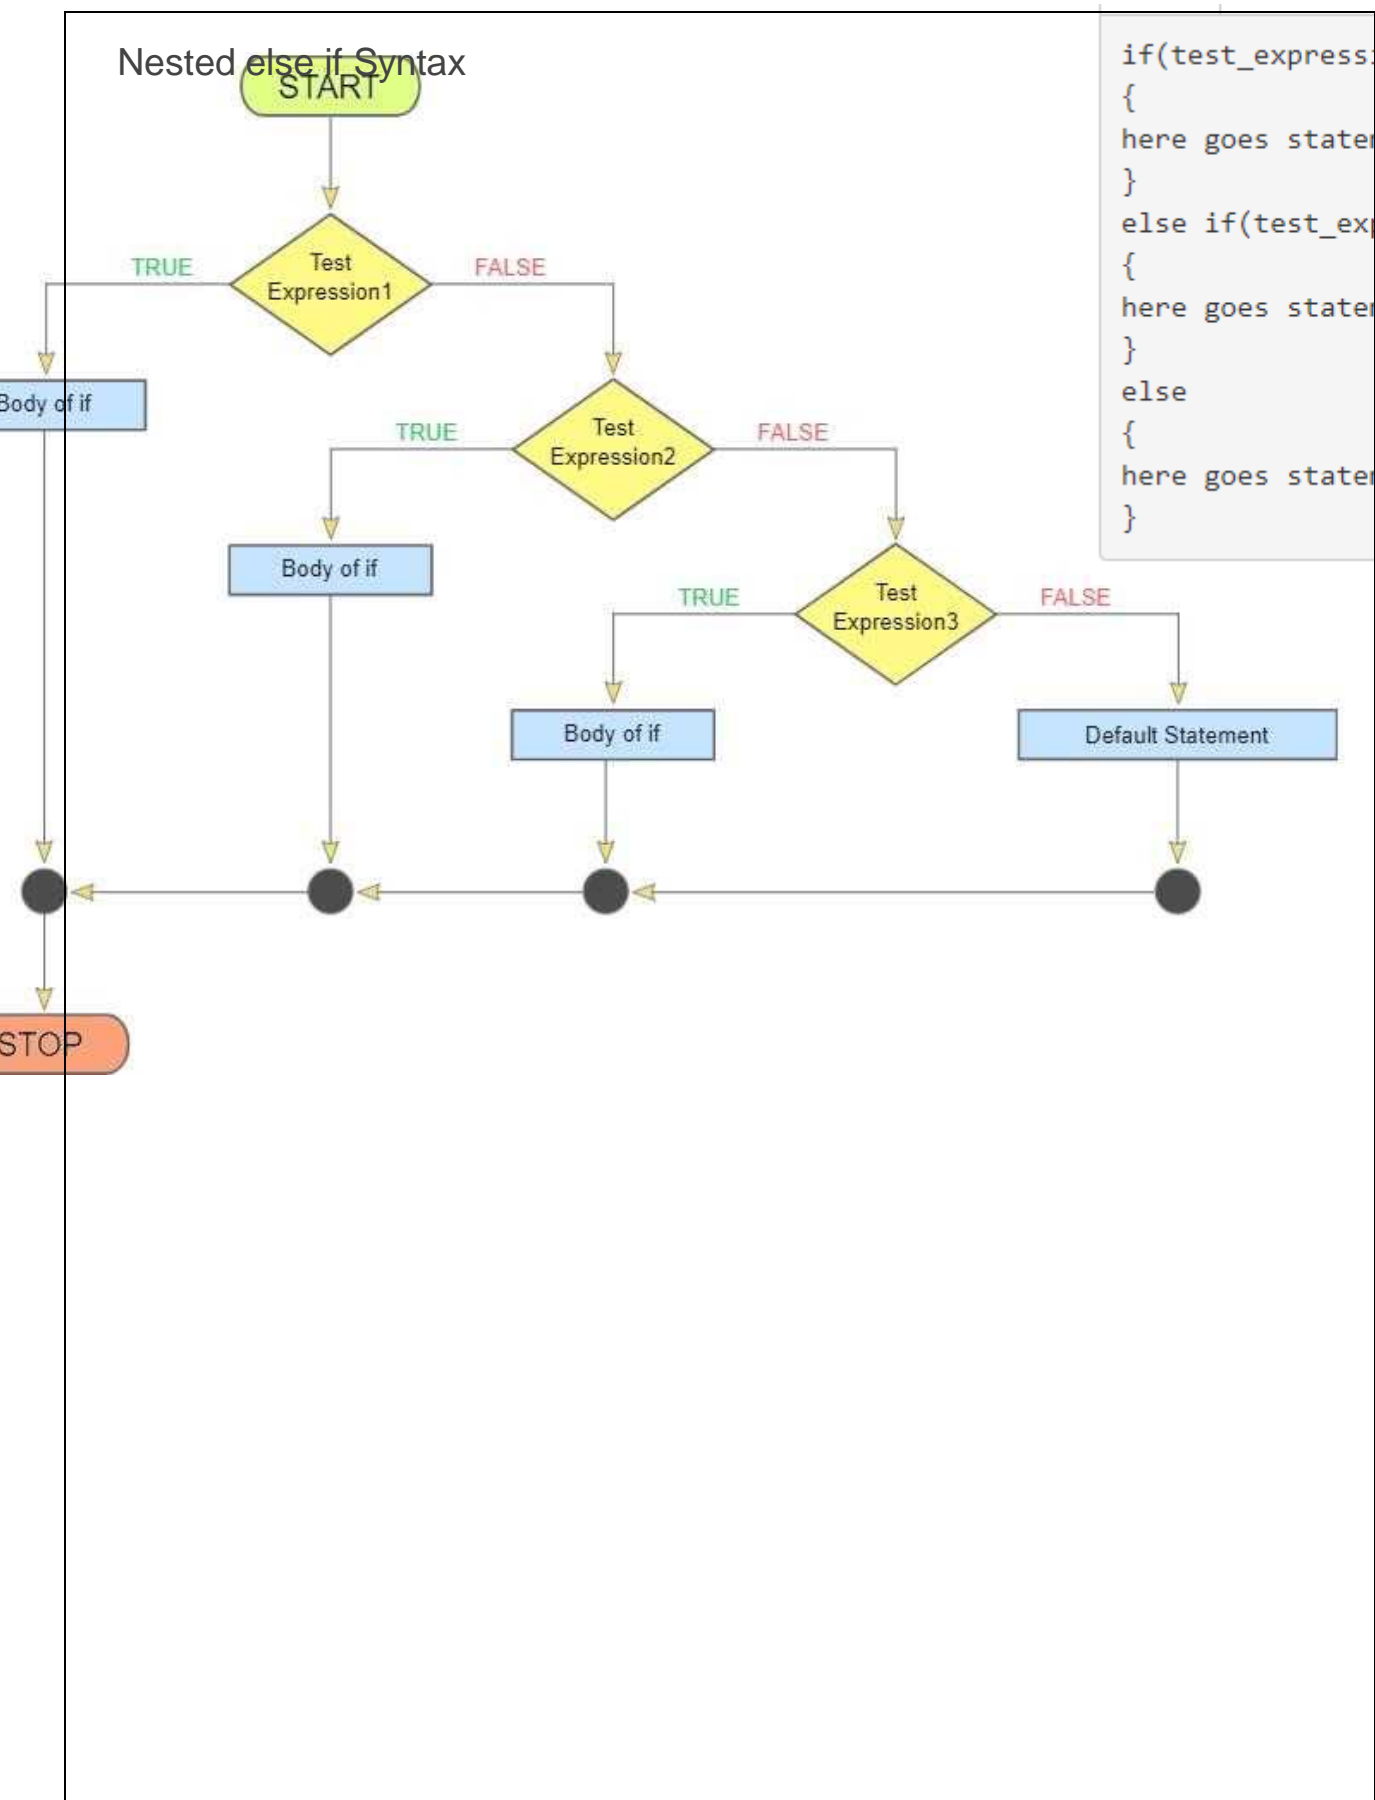 Nested else if Syntax
START
Test
Expression1
TRUE
FALSE
Body of if
Test
Expression2
TRUE
FALSE
Body of if
Test
Expression3
TRUE
FALSE
Body of if
Default Statement
STOP
if(test_express
{
here goes state
}
else if(test_ex
{
here goes state
}
else
{
here goes state
}